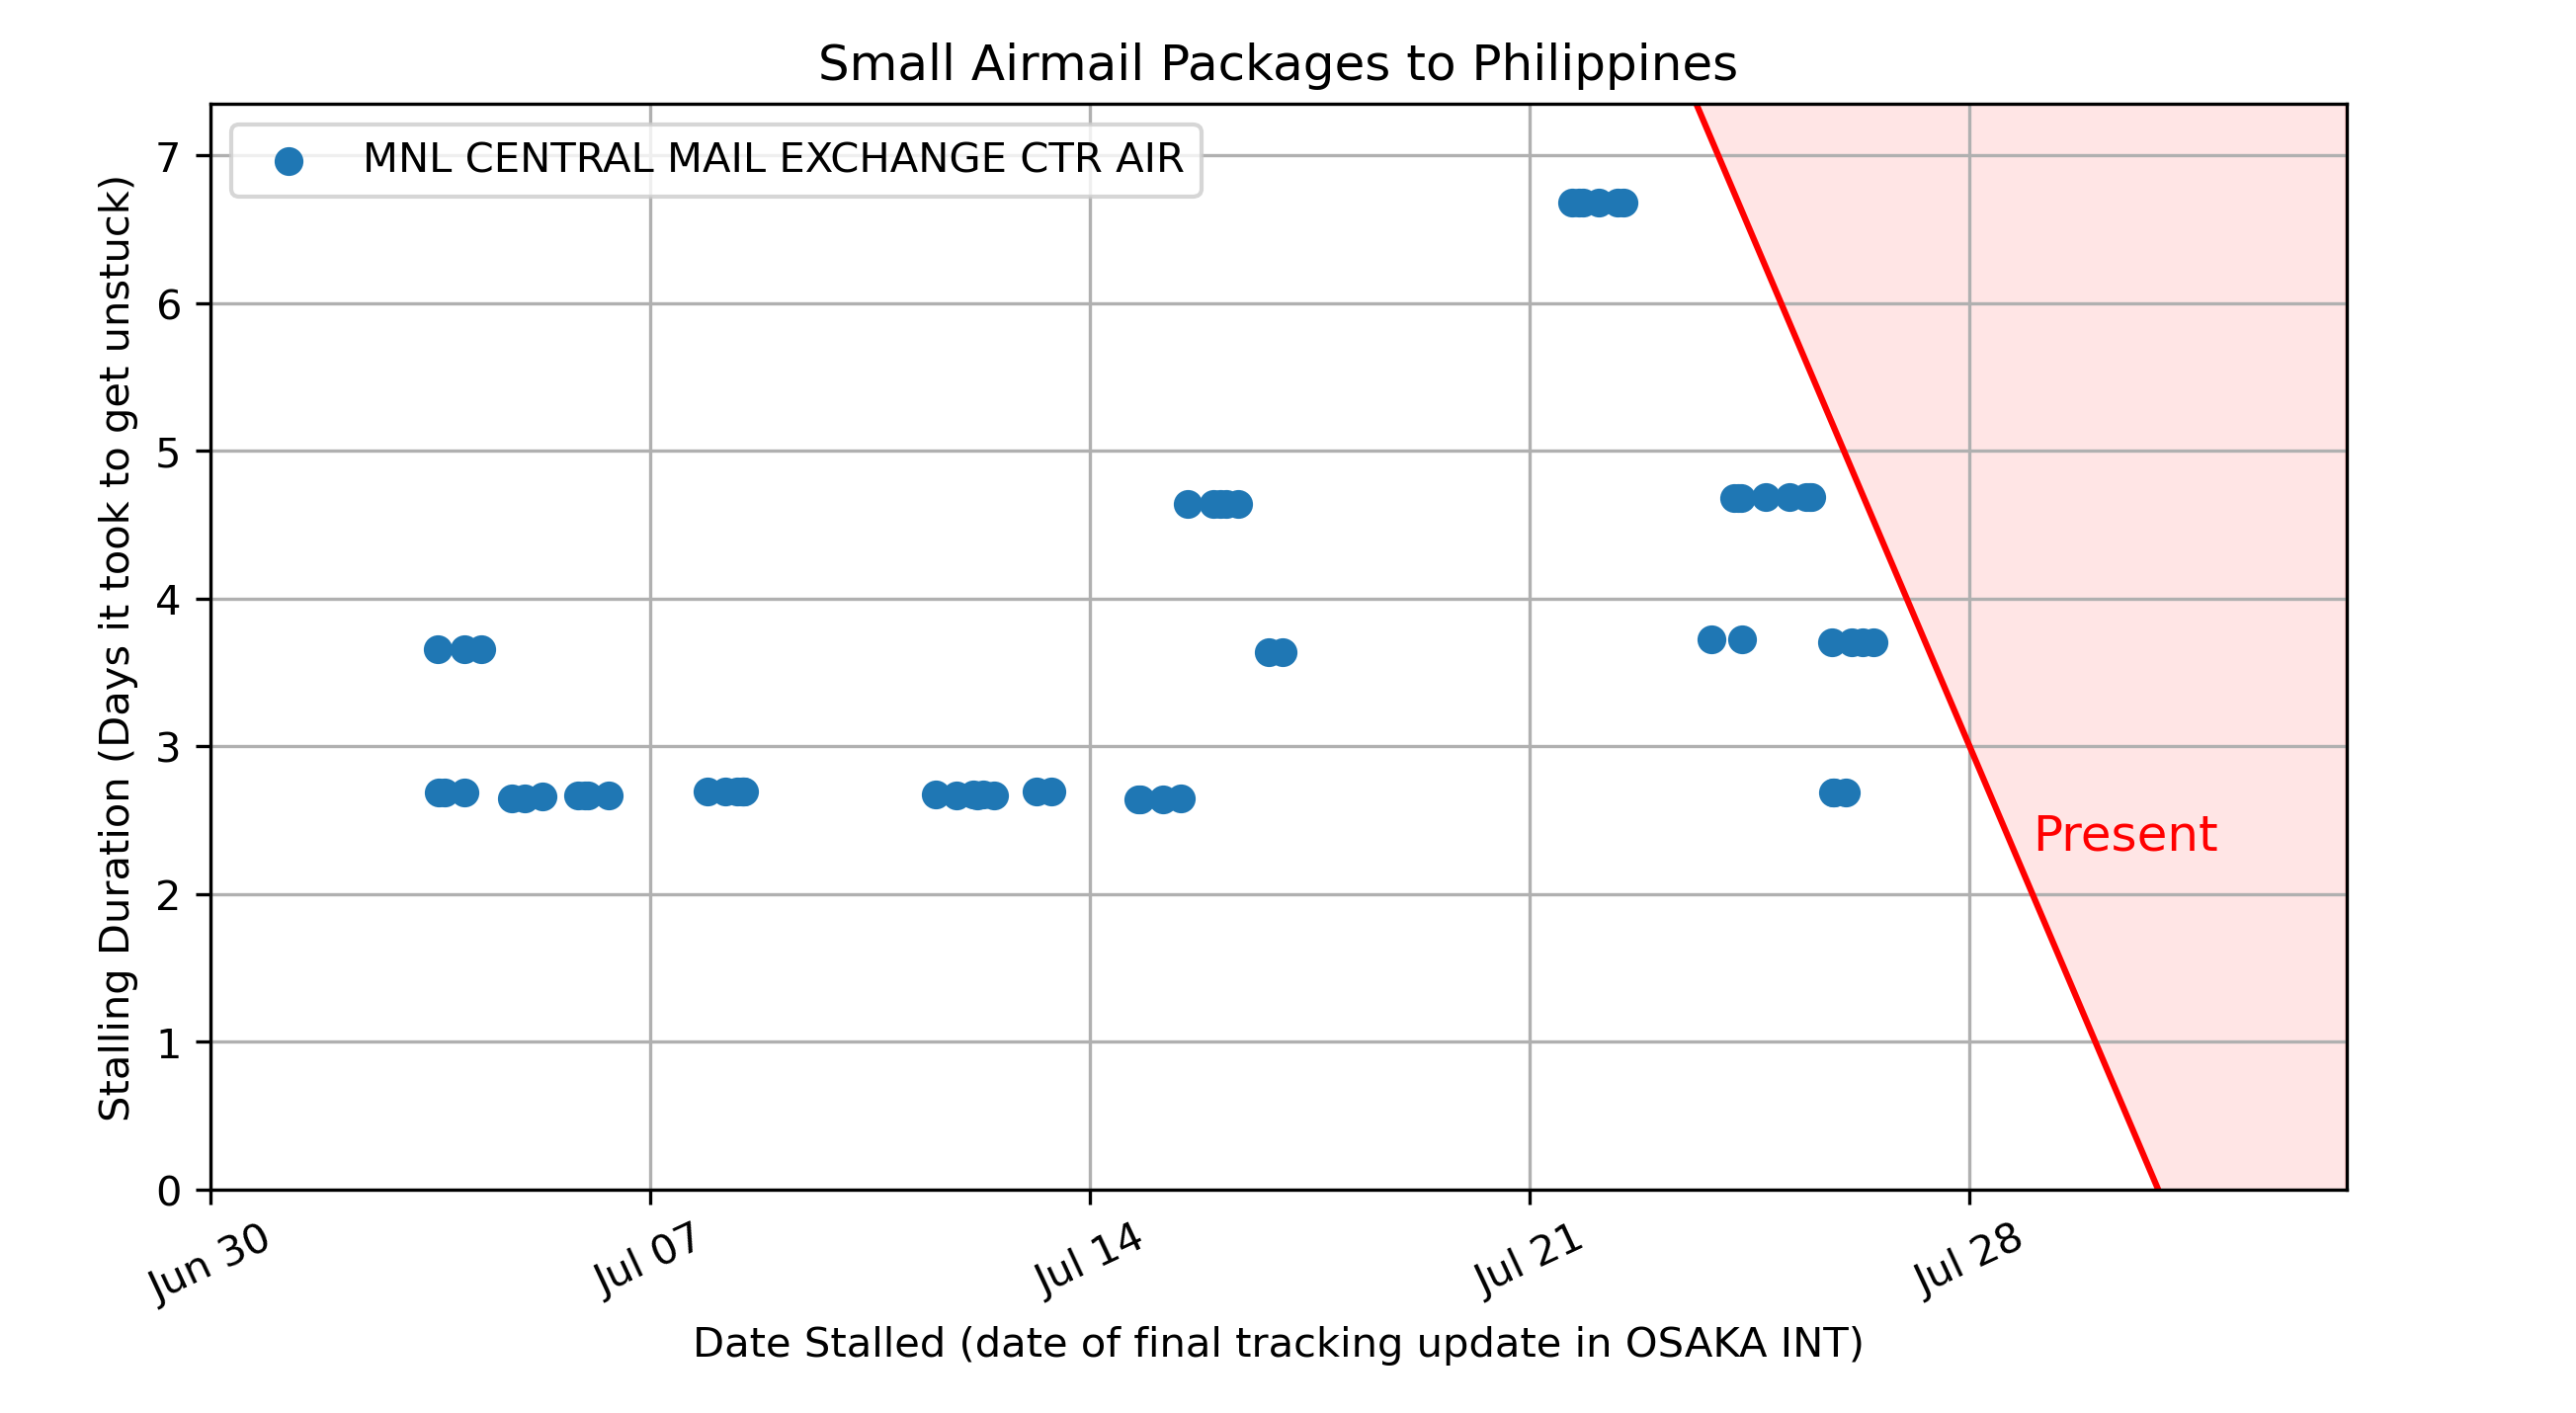 Small Airmail Packages to Philippines
MNL CENTRAL MAIL EXCHANGE CTR AIR
Stalling Duration (Days it took to get unstuck)
7
6
5
4
3
2
1
0
Present
Jun 30
Jul 07
Jul 14
Jul 21
Jul 28
Date Stalled (date of final tracking update in OSAKA INT)